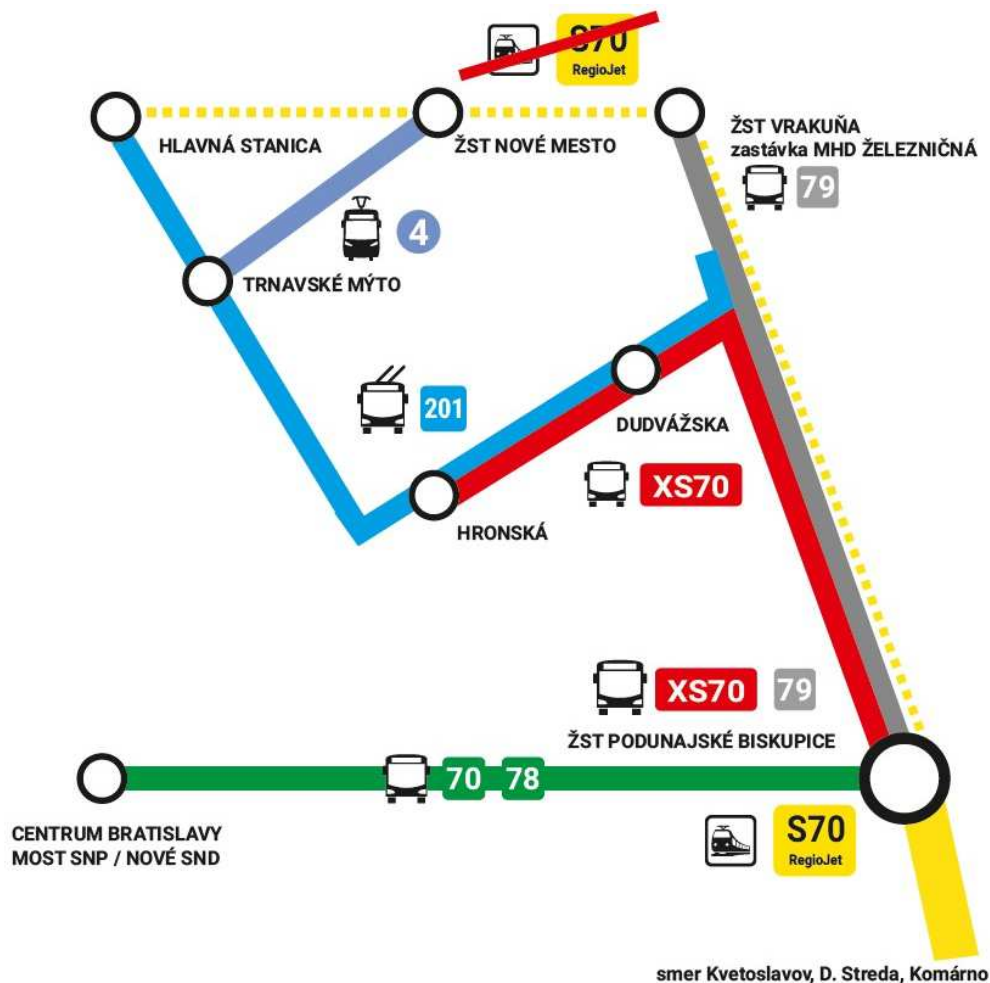 S70
RegioJet
HLAVNÁ STANICA
ŽST NOVÉ MESTO
ŽST VRAKUŇA
zastávka MHD ŽELEZNIČNÁ
79
4
TRNAVSKÉ MÝTO
201
DUDVÁŽSKA
XS70
HRONSKÁ
XS70 79
ŽST PODUNAJSKÉ BISKUPICE
70 78
CENTRUM BRATISLAVY
MOST SNP / NOVÉ SND
S70
RegioJet
smer Kvetoslavov, D. Streda, Komárno